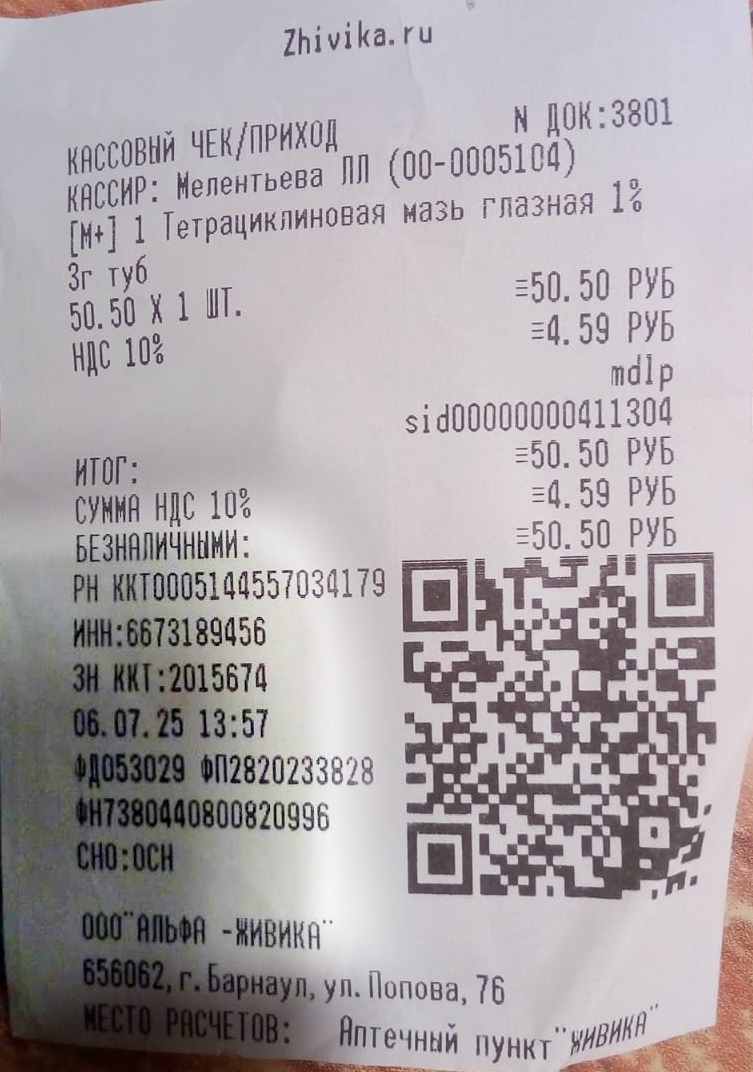 Zhivika.ru
КАССОВЫЙ ЧЕК/ПРИХОД N ДОК:3801
КАССИР: Мелентьева ЛЛ (00-0005104)
[М+] 1 Тетрациклиновая мазь глазная 1%
3г туб
50.50 X 1 ШТ. ≡50.50 РУБ
НДС 10% ≡4.59 РУБ
mdlp
sid00000000411304
ИТОГ: ≡50.50 РУБ
СУММА НДС 10% ≡4.59 РУБ
БЕЗНАЛИЧНЫМИ: ≡50.50 РУБ
РН ККТ0005144557034179
ИНН:6673189456
ЗН ККТ:2015674
06.07.25 13:57
ФД053029 ФП2820233828
ФН7380440800820996
СНО:ОСН
ООО"АЛЬФА -ЖИВИКА"
656062, г. Барнаул, ул. Попова, 76
МЕСТО РАСЧЕТОВ: Аптечный пункт"ЖИВИКА"